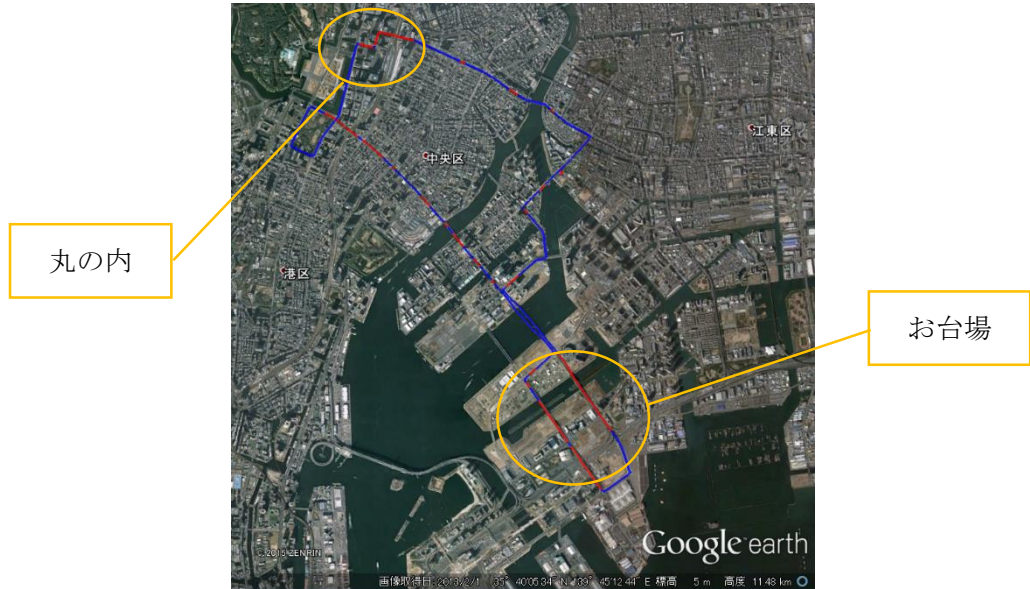 中央区
江東区
丸の内
港区
お台場
Google earth
© 2015 ZENRIN
画像取得日: 2013/2/1 35° 40'05.34" N 139° 45'12.44" E 標高 5 m 高度 11.48 km